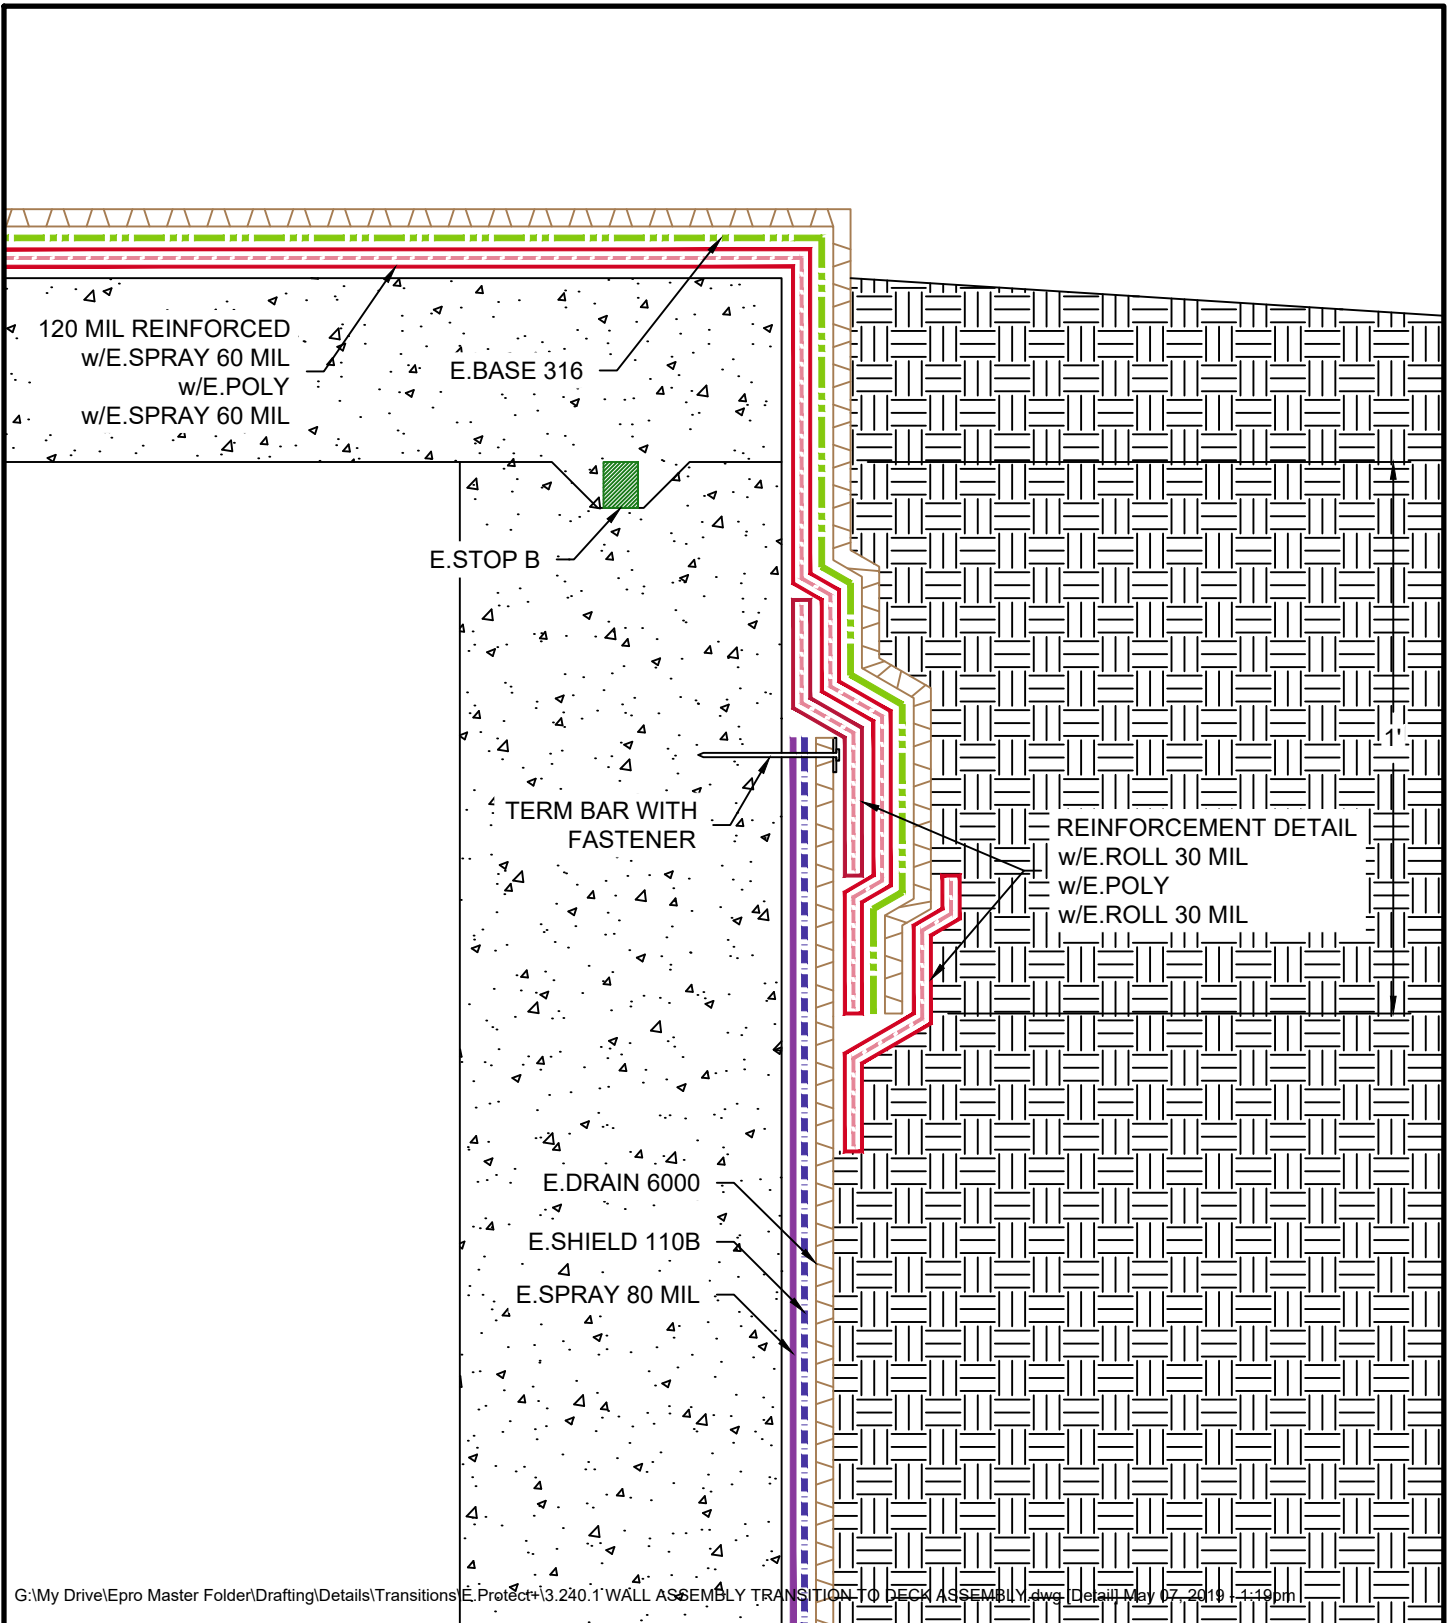 120 MIL REINFORCED
w/E.SPRAY 60 MIL
w/E.POLY
w/E.SPRAY 60 MIL
E.BASE 316
E.STOP B
1'
TERM BAR WITH
FASTENER
REINFORCEMENT DETAIL
w/E.ROLL 30 MIL
w/E.POLY
w/E.ROLL 30 MIL
E.DRAIN 6000
E.SHIELD 110B
E.SPRAY 80 MIL
G:\My Drive\Epro Master Folder\Drafting\Details\Transitions\E.Protect+\3.240.1 WALL ASSEMBLY TRANSITION TO DECK ASSEMBLY.dwg [Detail] May 07, 2019 - 1:19pm